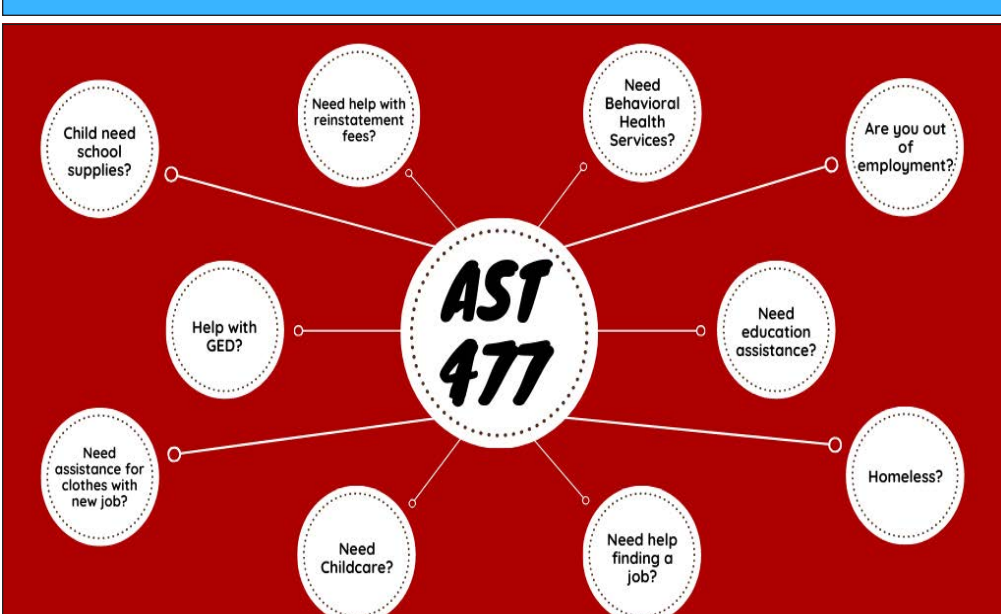 Child need
school
supplies?
Need help with
reinstatement
fees?
Need
Behavioral
Health
Services?
Are you out
of
employment?
AST
477
Help with
GED?
Need
education
assistance?
Need
assistance for
clothes with
new job?
Need
Childcare?
Need help
finding a
job?
Homeless?